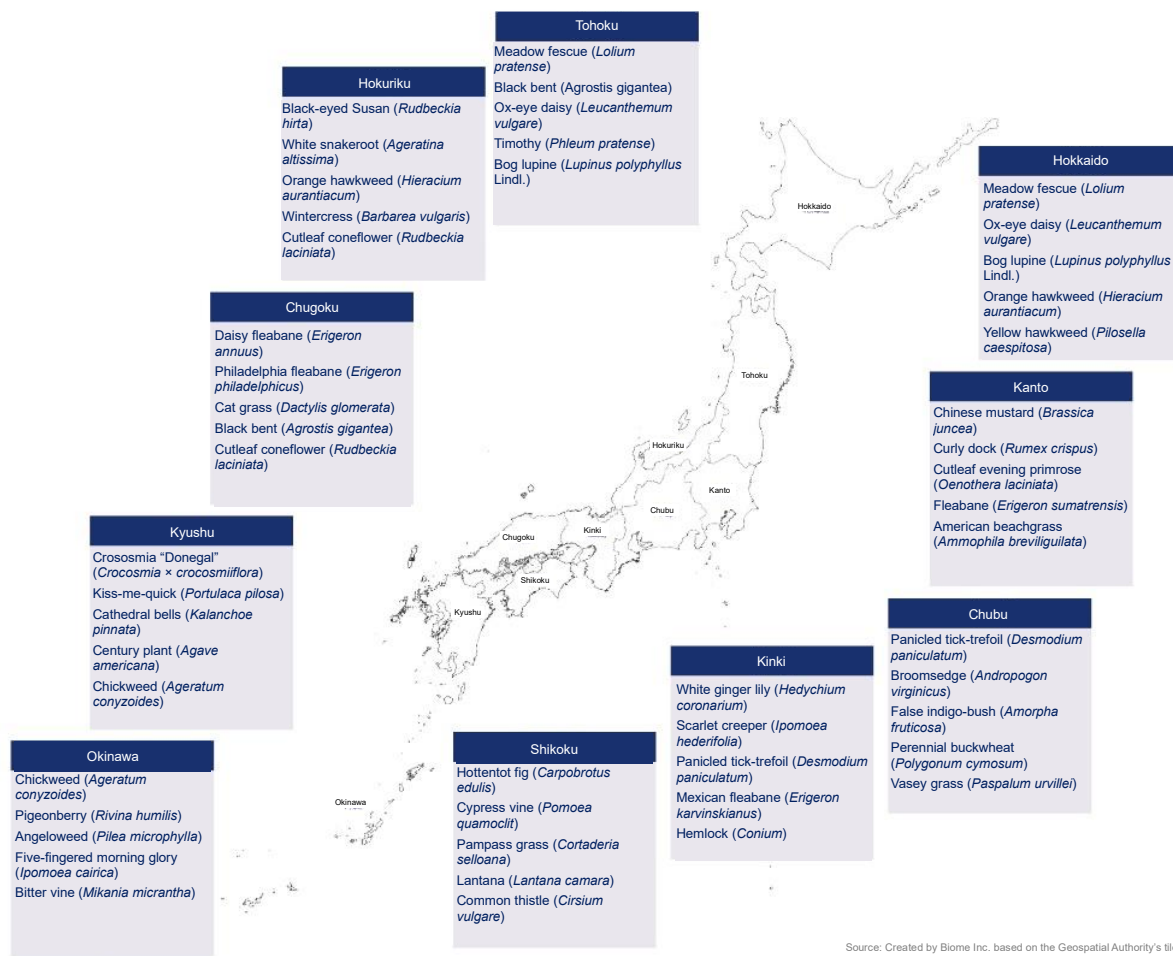 Tohoku
Meadow fescue (Lolium
pratense)
Black bent (Agrostis gigantea)
Ox-eye daisy (Leucanthemum
vulgare)
Timothy (Phleum pratense)
Bog lupine (Lupinus polyphyllus
Lindl.)
Hokuriku
Black-eyed Susan (Rudbeckia
hirta)
White snakeroot (Ageratina
altissima)
Orange hawkweed (Hieracium
aurantiacum)
Wintercress (Barbarea vulgaris)
Cutleaf coneflower (Rudbeckia
laciniata)
Hokkaido
Meadow fescue (Lolium
pratense)
Ox-eye daisy (Leucanthemum
vulgare)
Bog lupine (Lupinus polyphyllus
Lindl.)
Orange hawkweed (Hieracium
aurantiacum)
Yellow hawkweed (Pilosella
caespitosa)
Chugoku
Daisy fleabane (Erigeron
annuus)
Philadelphia fleabane (Erigeron
philadelphicus)
Cat grass (Dactylis glomerata)
Black bent (Agrostis gigantea)
Cutleaf coneflower (Rudbeckia
laciniata)
Kanto
Chinese mustard (Brassica
juncea)
Curly dock (Rumex crispus)
Cutleaf evening primrose
(Oenothera laciniata)
Fleabane (Erigeron sumatrensis)
American beachgrass
(Ammophila breviligulata)
Kyushu
Crososmia “Donegal”
(Crocosmia × crocosmiiflora)
Kiss-me-quick (Portulaca pilosa)
Cathedral bells (Kalanchoe
pinnata)
Century plant (Agave
americana)
Chickweed (Ageratum
conyzoides)
Chubu
Panicled tick-trefoil (Desmodium
paniculatum)
Broomsedge (Andropogon
virginicus)
False indigo-bush (Amorpha
fruticosa)
Perennial buckwheat
(Polygonum cymosum)
Vasey grass (Paspalum urvillei)
Kinki
White ginger lily (Hedychium
coronarium)
Scarlet creeper (Ipomoea
hederifolia)
Panicled tick-trefoil (Desmodium
paniculatum)
Mexican fleabane (Erigeron
karvinskianus)
Hemlock (Conium)
Shikoku
Hottentot fig (Carpobrotus
edulis)
Cypress vine (Pomoea
quamoclit)
Pampass grass (Cortaderia
selloana)
Lantana (Lantana camara)
Common thistle (Cirsium
vulgare)
Okinawa
Chickweed (Ageratum
conyzoides)
Pigeonberry (Rivina humilis)
Angeloweed (Pilea microphylla)
Five-fingered morning glory
(Ipomoea cairica)
Bitter vine (Mikania micrantha)
Hokkaido
Tohoku
Hokuriku
Kanto
Chubu
Kinki
Chugoku
Shikoku
Kyushu
Okinawa
Source: Created by Biome Inc. based on the Geospatial Authority's